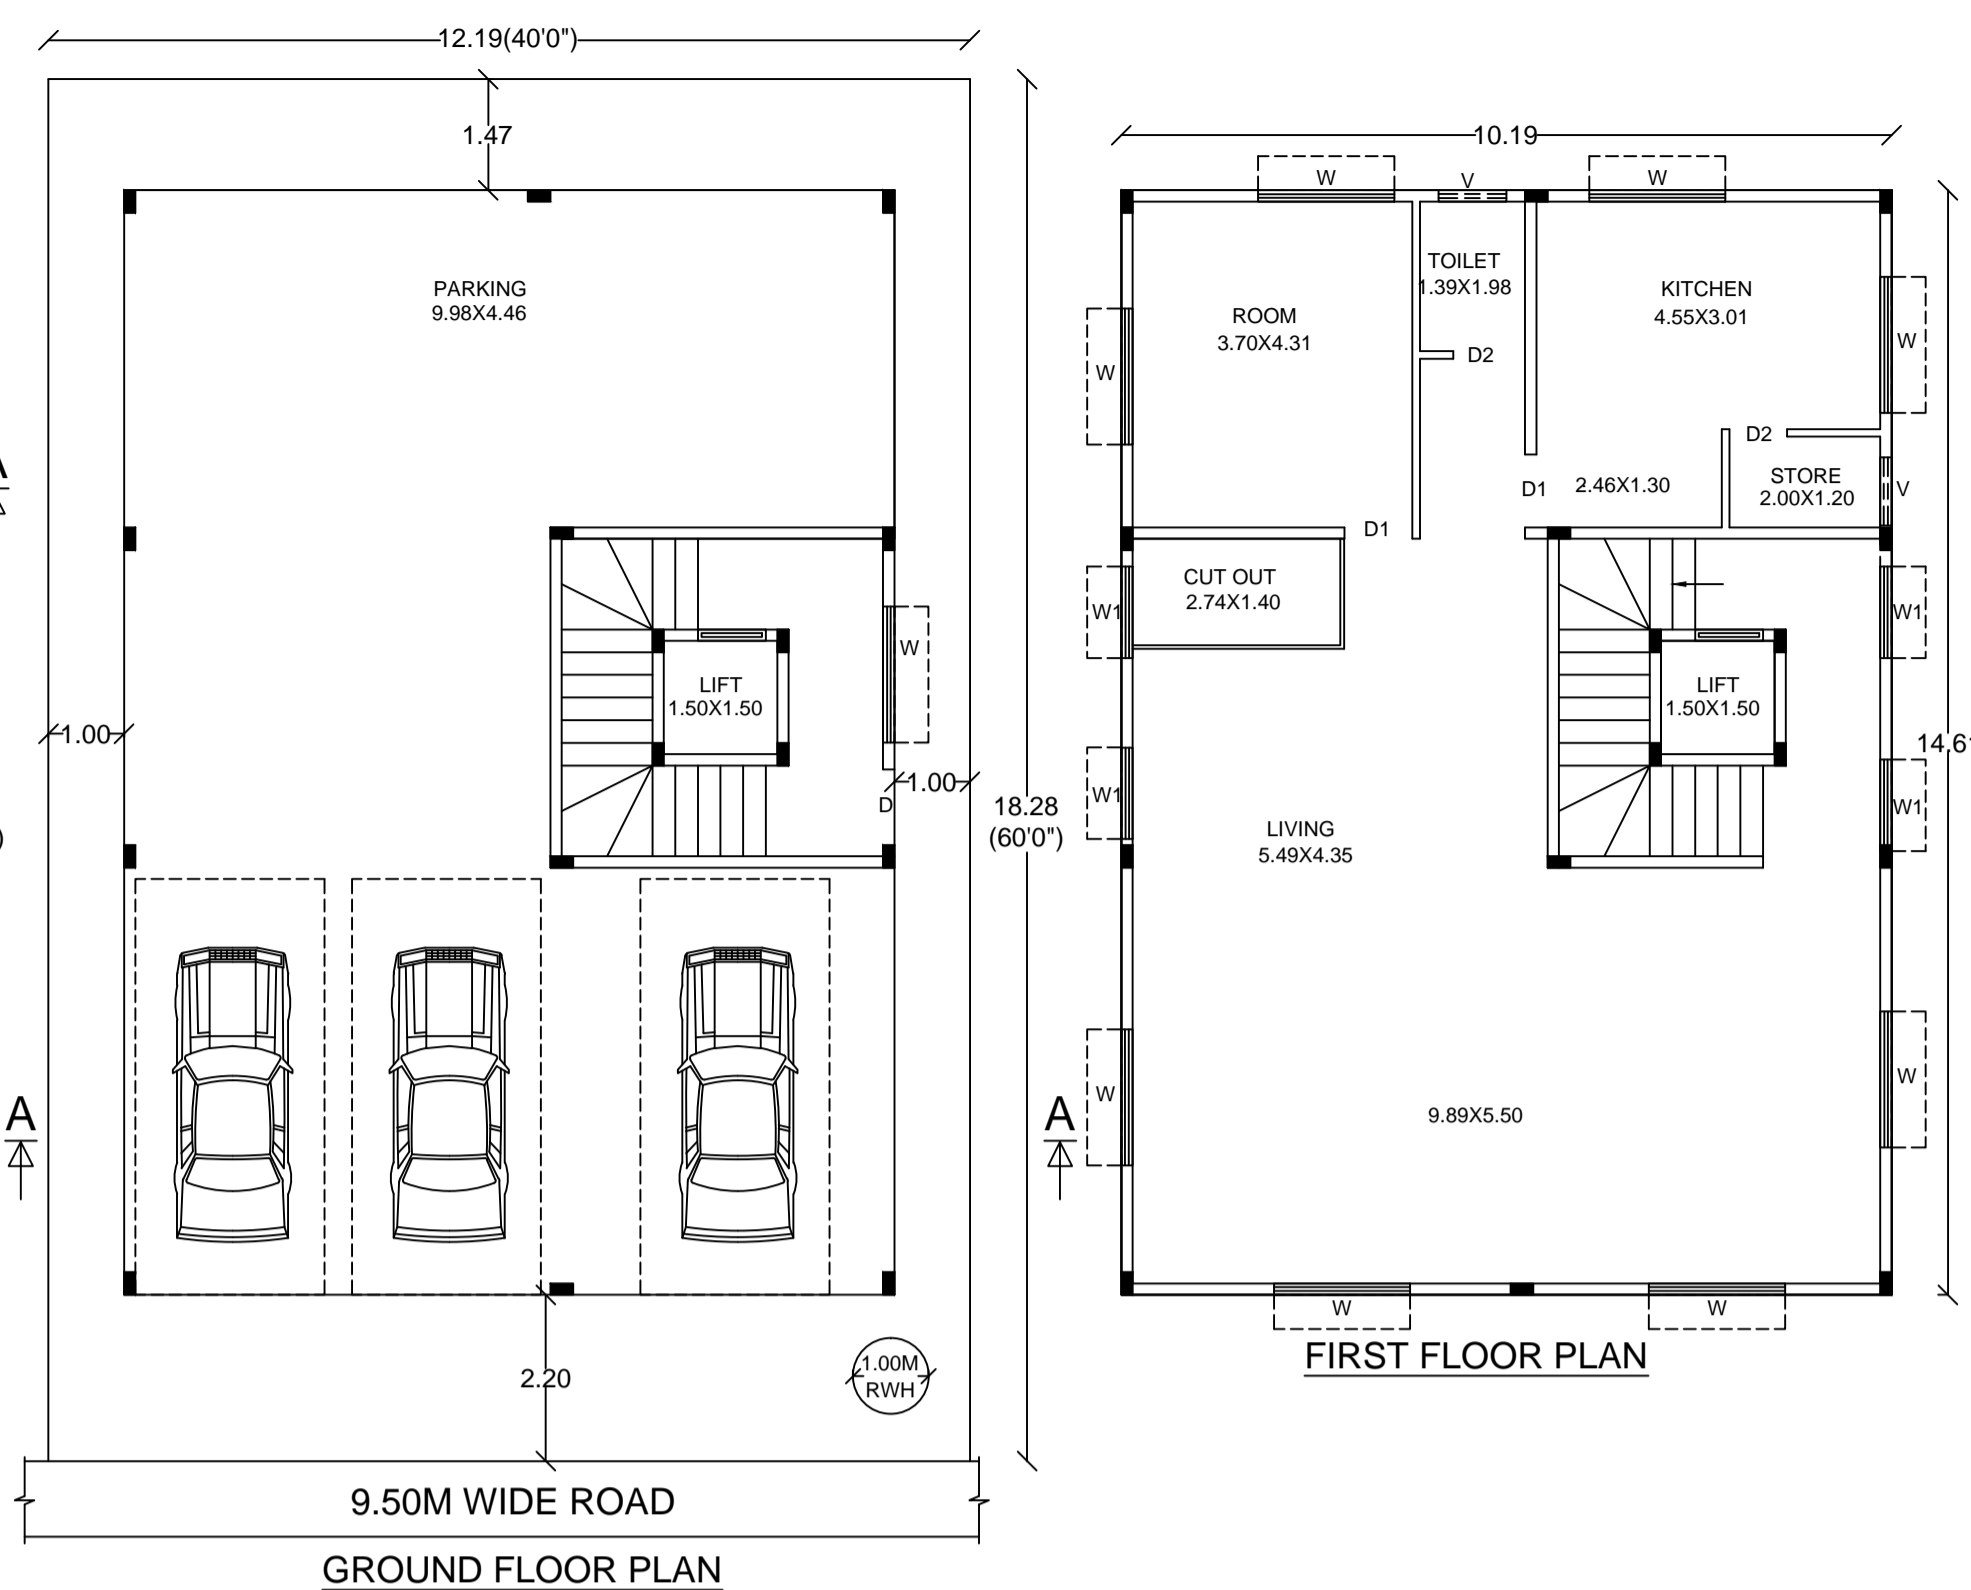 12.19(40'0")
1.47
PARKING
9.98X4.46
LIFT
1.50X1.50
W
1.00
1.00
D
18.28
(60'0")
A
A
)
2.20
1.00M
RWH
9.50M WIDE ROAD
GROUND FLOOR PLAN
10.19
W
V
W
TOILET
1.39X1.98
KITCHEN
4.55X3.01
ROOM
3.70X4.31
W
W
D2
D2
STORE
2.00X1.20
V
D1
2.46X1.30
D1
CUT OUT
2.74X1.40
W1
W1
LIFT
1.50X1.50
14.61
W1
W1
LIVING
5.49X4.35
W
W
A
9.89X5.50
W
W
FIRST FLOOR PLAN